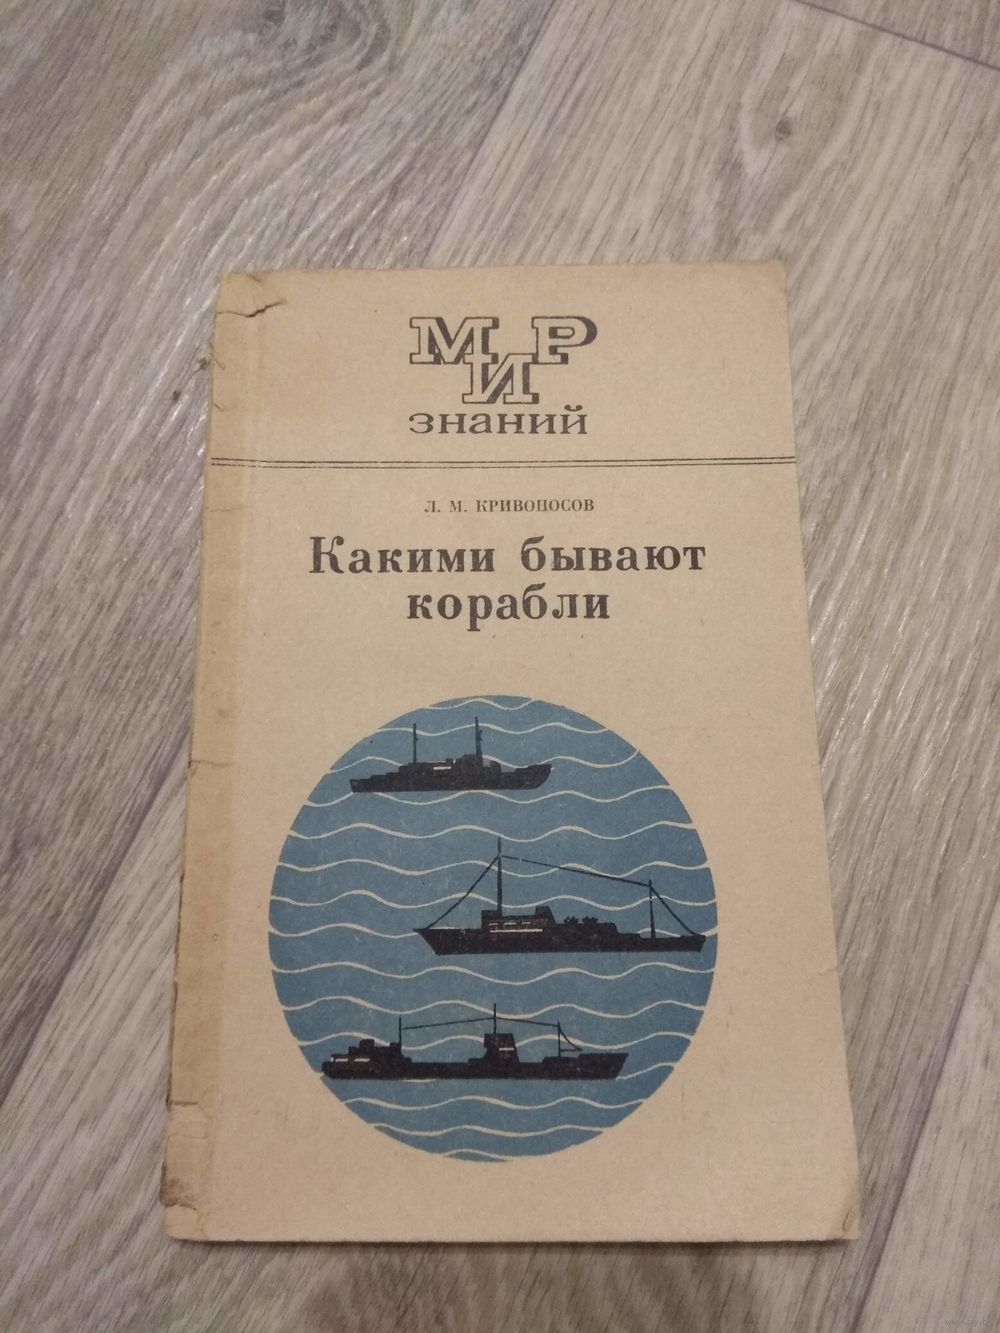 МИР
знаний
Л. М. КРИВОНОСОВ
Какими бывают
корабли